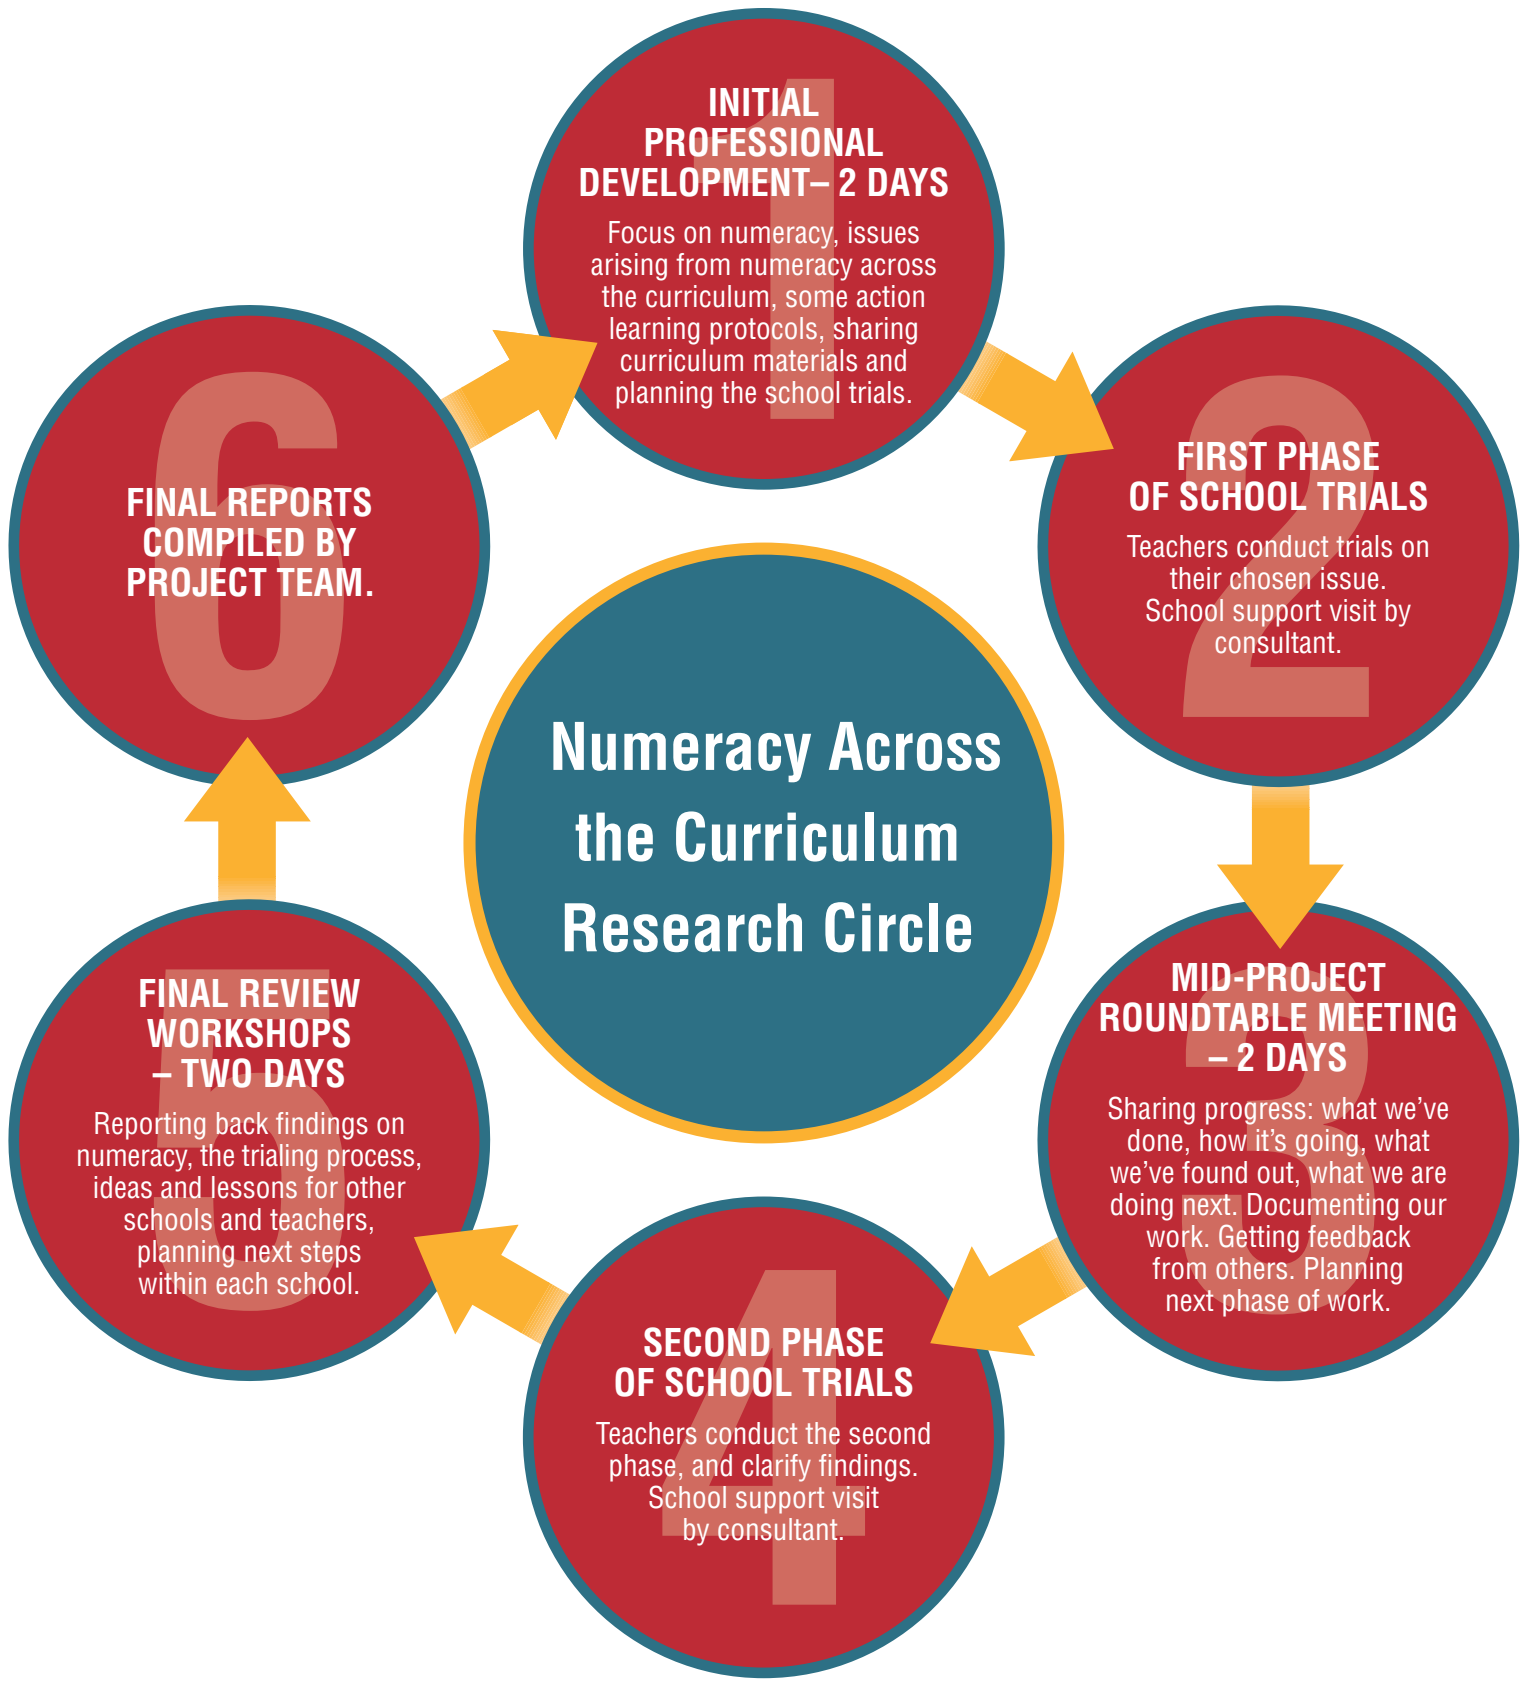 1
INITIAL
PROFESSIONAL
DEVELOPMENT– 2 DAYS
Focus on numeracy, issues
arising from numeracy across
the curriculum, some action
learning protocols, sharing
curriculum materials and
planning the school trials.
2
FIRST PHASE
OF SCHOOL TRIALS
Teachers conduct trials on
their chosen issue.
School support visit by
consultant.
3
MID-PROJECT
ROUNDTABLE MEETING
– 2 DAYS
Sharing progress: what we’ve
done, how it’s going, what
we’ve found out, what we are
doing next. Documenting our
work. Getting feedback
from others. Planning
next phase of work.
4
SECOND PHASE
OF SCHOOL TRIALS
Teachers conduct the second
phase, and clarify findings.
School support visit
by consultant.
5
FINAL REVIEW
WORKSHOPS
– TWO DAYS
Reporting back findings on
numeracy, the trialing process,
ideas and lessons for other
schools and teachers,
planning next steps
within each school.
6
FINAL REPORTS
COMPILED BY
PROJECT TEAM.
Numeracy Across
the Curriculum
Research Circle